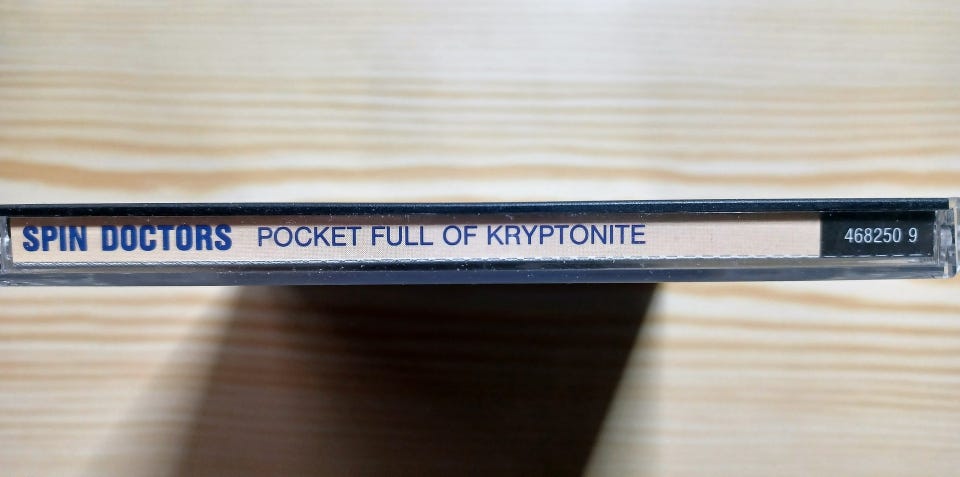 SPIN DOCTORS POCKET FULL OF KRYPTONITE 468250 9